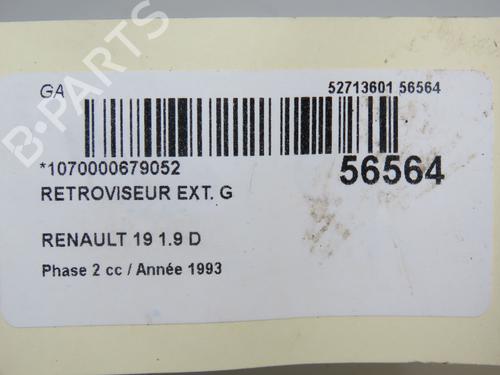 GA
52713601 56564
*1070000679052
56564
RETROVISEUR EXT. G
RENAULT 19 1.9 D
Phase 2 cc / Année 1993
B-PARTS